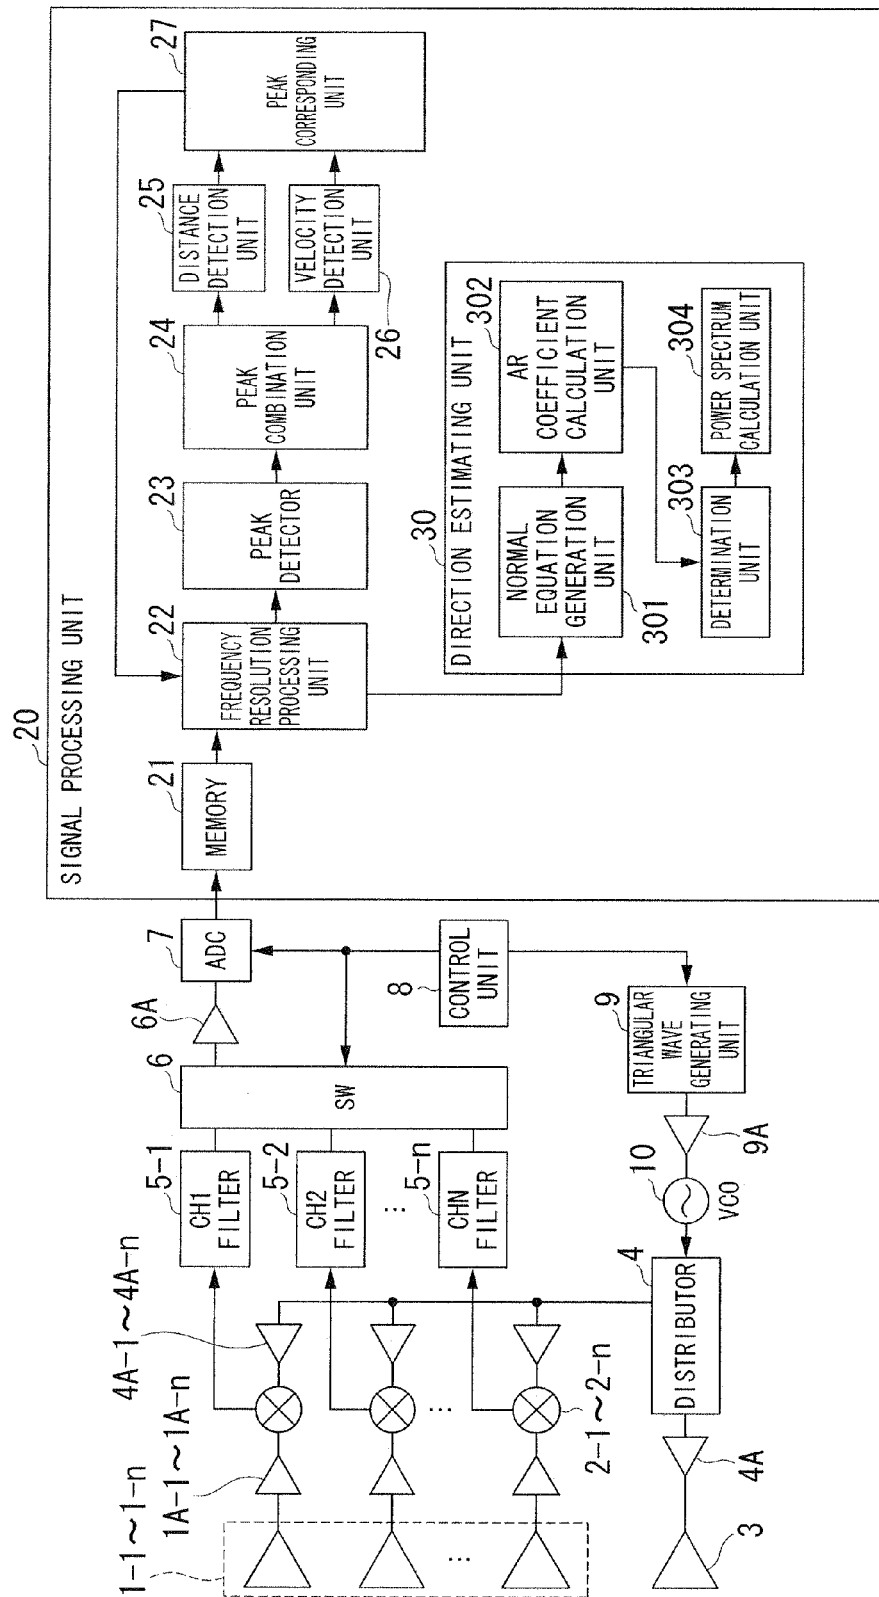 20
SIGNAL PROCESSING UNIT
21
MEMORY
22
FREQUENCY
RESOLUTION
PROCESSING
UNIT
23
PEAK
DETECTOR
24
PEAK
COMBINATION
UNIT
25
DISTANCE
DETECTION
UNIT
VELOCITY
DETECTION
UNIT
26
27
PEAK
CORRESPONDING
UNIT
30
DIRECTION ESTIMATING UNIT
NORMAL
EQUATION
GENERATION
UNIT
301
302
AR
COEFFICIENT
CALCULATION
UNIT
303
DETERMINATION
UNIT
304
POWER SPECTRUM
CALCULATION UNIT
1-1~1-n
1A-1~1A-n
4A-1~4A-n
2-1~2-n
...
...
5-1
CH1
FILTER
5-2
CH2
FILTER
...
5-n
CHN
FILTER
6
SW
6A
7
ADC
8
CONTROL
UNIT
9
TRIANGULAR
WAVE
GENERATING
UNIT
9A
10
VCO
4
DISTRIBUTOR
4A
3